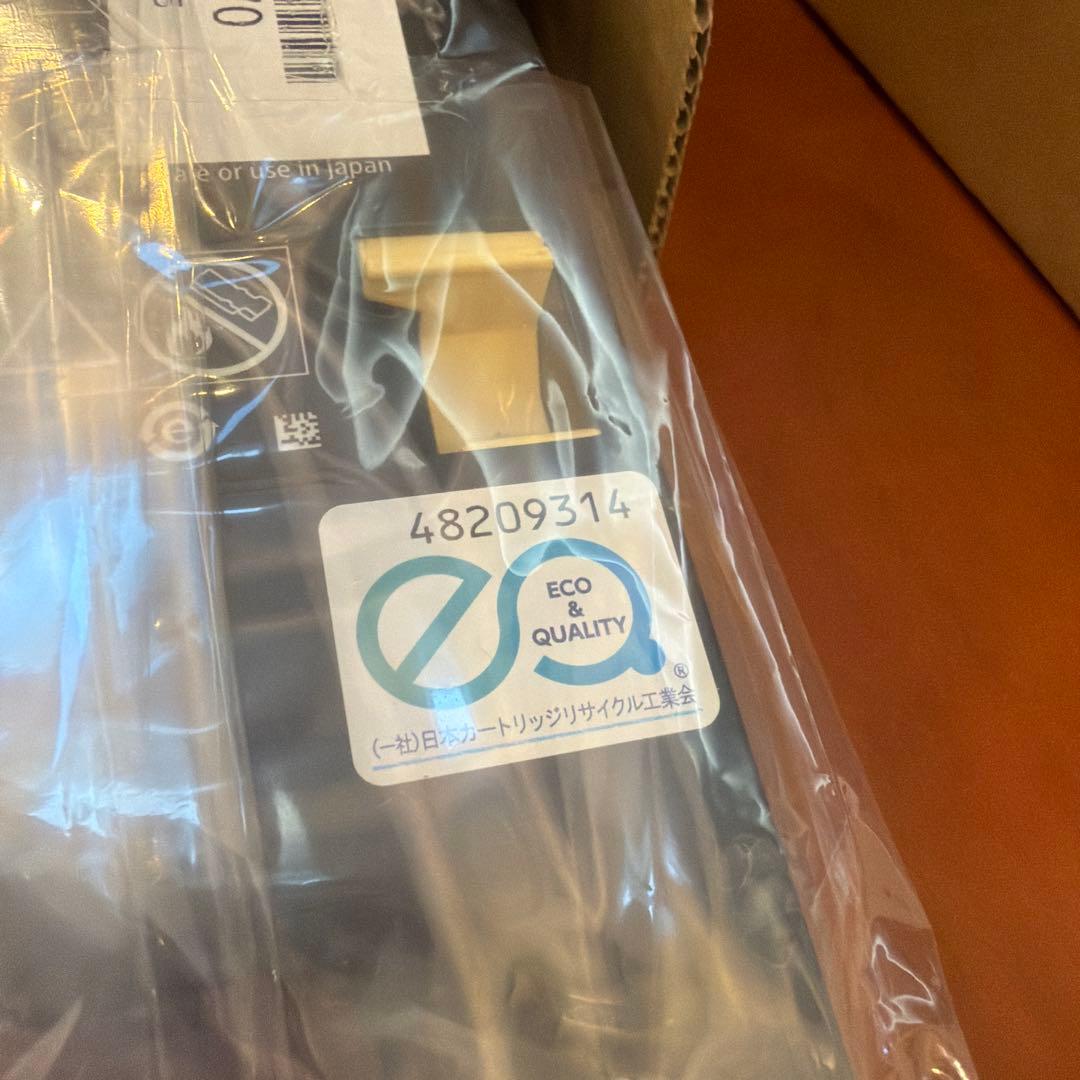 or use in Japan
48209314
ECO
&
QUALITY
®
(一社)日本カートリッジリサイクル工業会